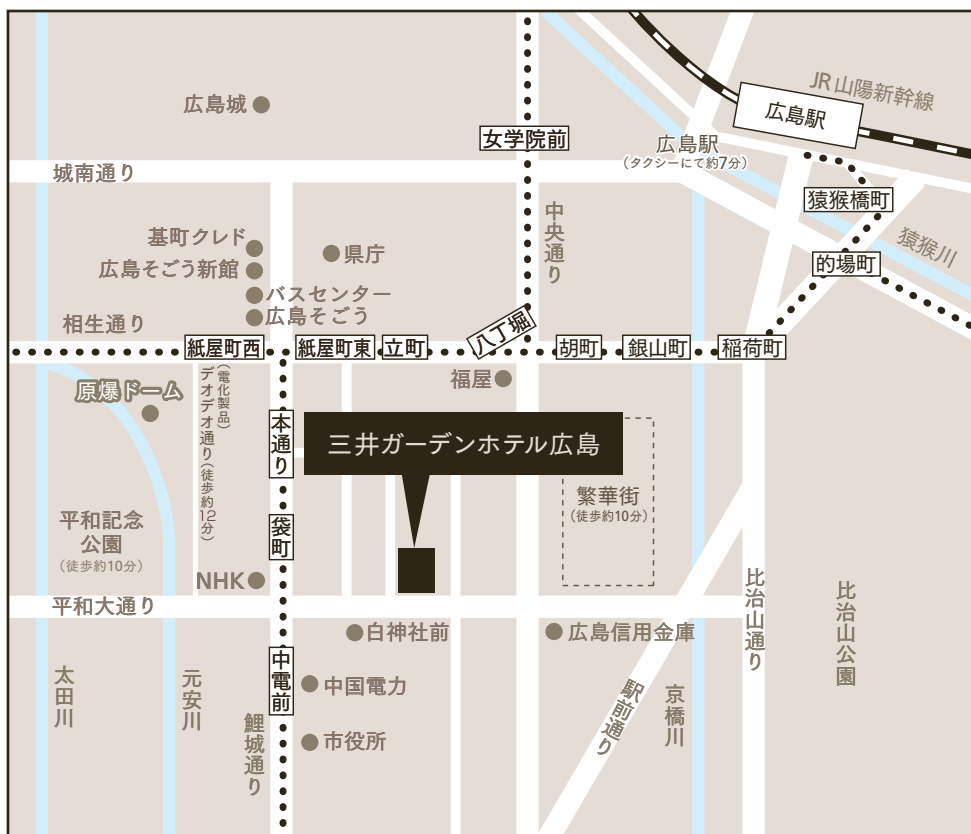 JR山陽新幹線
広島駅
広島城
女学院前
広島駅
（タクシーにて約7分）
城南通り
猿猴橋町
中央通り
基町クレド
県庁
猿猴川
広島そごう新館
的場町
バスセンター
広島そごう
相生通り
八丁堀
紙屋町西
紙屋町東
立町
胡町
銀山町
稲荷町
福屋
原爆ドーム
（電化製品）
デオデオ通り（徒歩約12分）
本通り
三井ガーデンホテル広島
繁華街
（徒歩約10分）
平和記念
公園
（徒歩約10分）
袋町
NHK
平和大通り
比治山通り
比治山公園
白神社前
広島信用金庫
中電前
中国電力
太田川
元安川
駅前通り
京橋川
鯉城通り
市役所